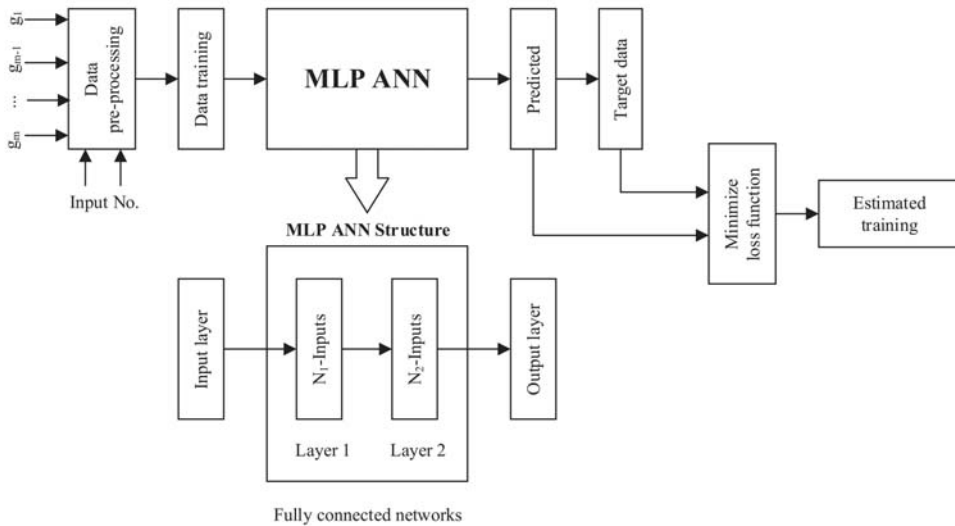 g₁
gₘ₋₁
...
gₘ
Data
pre-processing
Input No.
Data training
MLP ANN
Predicted
Target data
Minimize
loss function
Estimated
training
MLP ANN Structure
Input layer
N₁-Inputs
N₂-Inputs
Output layer
Layer 1
Layer 2
Fully connected networks